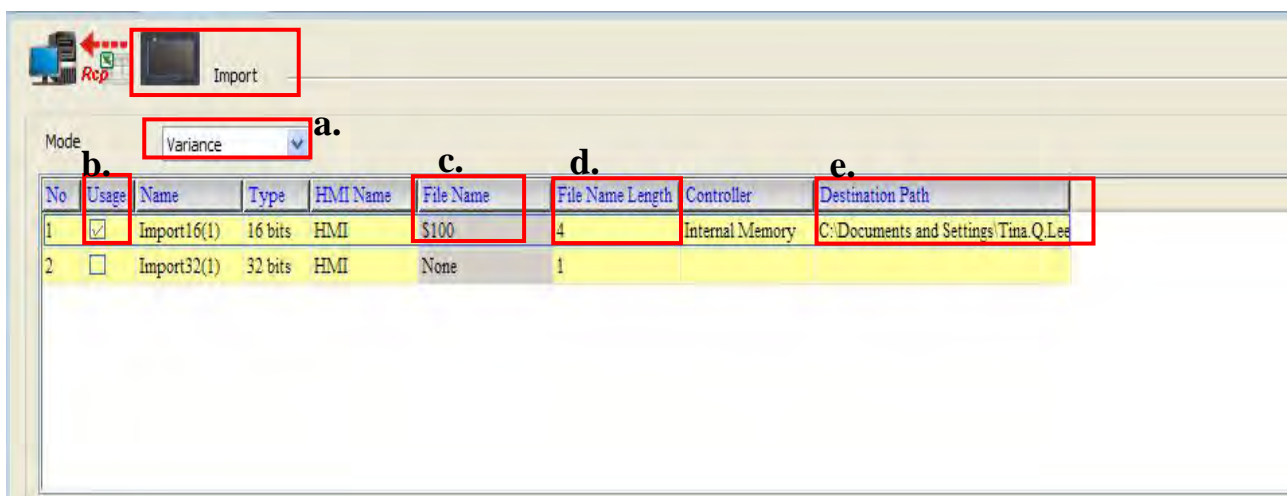 Rcp Import
Mode Variance a.
b. c. d. e.
No Usage Name Type HMI Name File Name File Name Length Controller Destination Path
1 Import16(1) 16 bits HMI $100 4 Internal Memory C:\Documents and Settings\Tina.Q.Lee
2 Import32(1) 32 bits HMI None 1